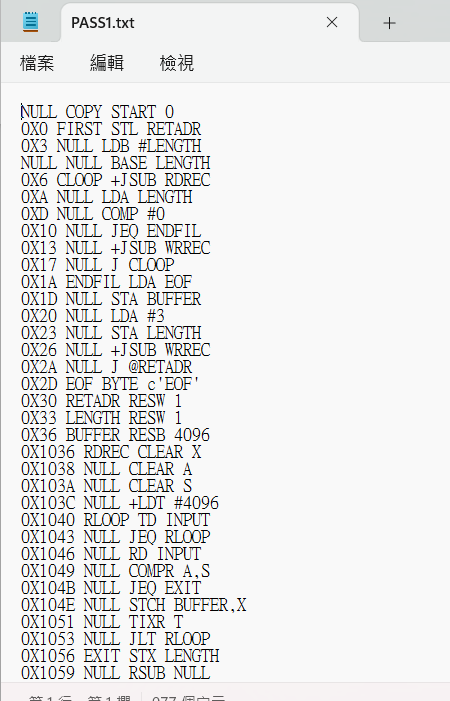 PASS1.txt
檔案 編輯 檢視
NULL COPY START 0
0X0 FIRST STL RETADR
0X3 NULL LDB #LENGTH
NULL NULL BASE LENGTH
0X6 CLOOP +JSUB RDREC
0XA NULL LDA LENGTH
0XD NULL COMP #0
0X10 NULL JEQ ENDFIL
0X13 NULL +JSUB WRREC
0X17 NULL J CLOOP
0X1A ENDFIL LDA EOF
0X1D NULL STA BUFFER
0X20 NULL LDA #3
0X23 NULL STA LENGTH
0X26 NULL +JSUB WRREC
0X2A NULL J @RETADR
0X2D EOF BYTE c'EOF'
0X30 RETADR RESW 1
0X33 LENGTH RESW 1
0X36 BUFFER RESB 4096
0X1036 RDREC CLEAR X
0X1038 NULL CLEAR A
0X103A NULL CLEAR S
0X103C NULL +LDT #4096
0X1040 RLOOP TD INPUT
0X1043 NULL JEQ RLOOP
0X1046 NULL RD INPUT
0X1049 NULL COMPR A,S
0X104B NULL JEQ EXIT
0X104E NULL STCH BUFFER,X
0X1051 NULL TIXR T
0X1053 NULL JLT RLOOP
0X1056 EXIT STX LENGTH
0X1059 NULL RSUB NULL